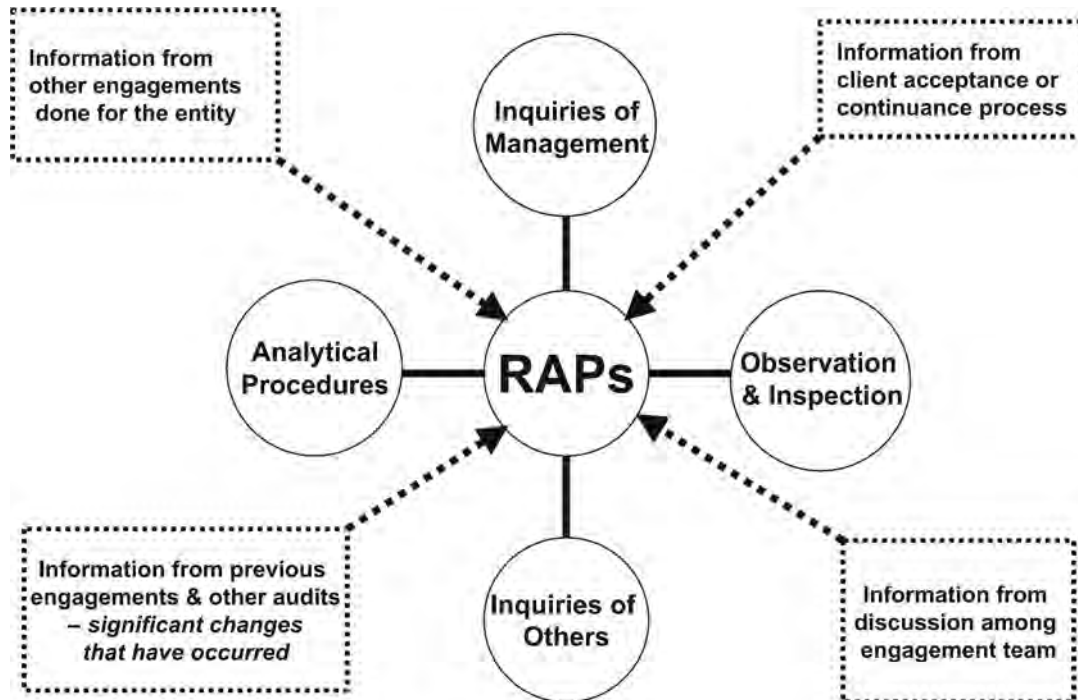 Information from
other engagements
done for the entity
Inquiries of
Management
Information from
client acceptance or
continuance process
Analytical
Procedures
RAPs
Observation
& Inspection
Information from previous
engagements & other audits
– significant changes
that have occurred
Inquiries of
Others
Information from
discussion among
engagement team